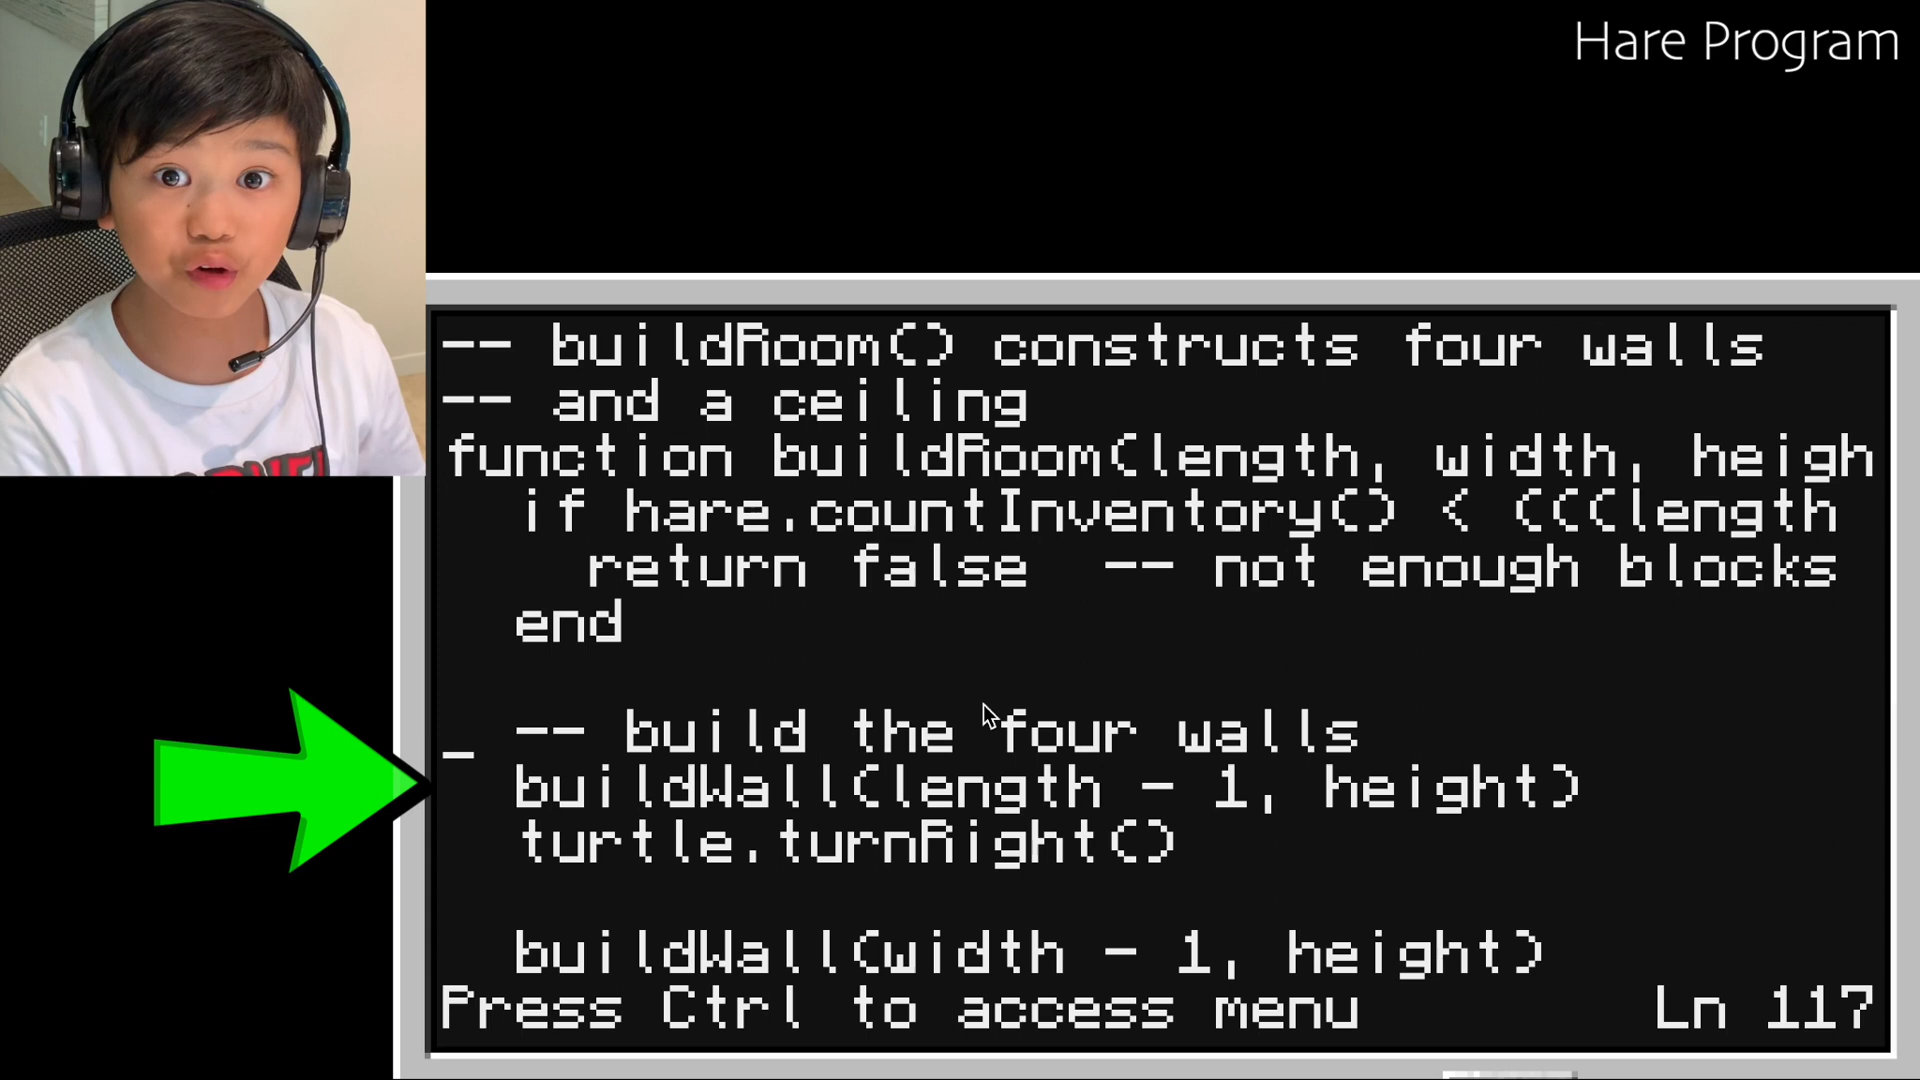 Hare Program
-- buildRoom() constructs four walls
-- and a ceiling
function buildRoom(length, width, heigh
if hare.countInventory() < (((length
return false -- not enough blocks
end
_ -- build the four walls
buildWall(length - 1, height)
turtle.turnRight()
buildWall(width - 1, height)
Press Ctrl to access menu Ln 117